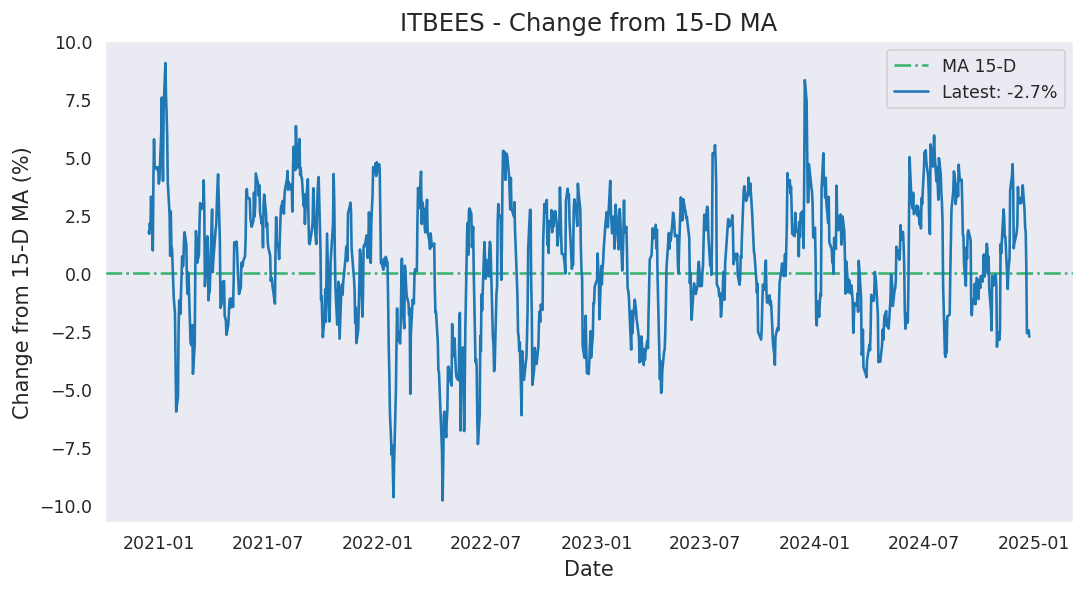 ITBEES - Change from 15-D MA
10.0
7.5
5.0
2.5
0.0
−2.5
−5.0
−7.5
−10.0
Change from 15-D MA (%)
MA 15-D
Latest: -2.7%
2021-01 2021-07 2022-01 2022-07 2023-01 2023-07 2024-01 2024-07 2025-01
Date